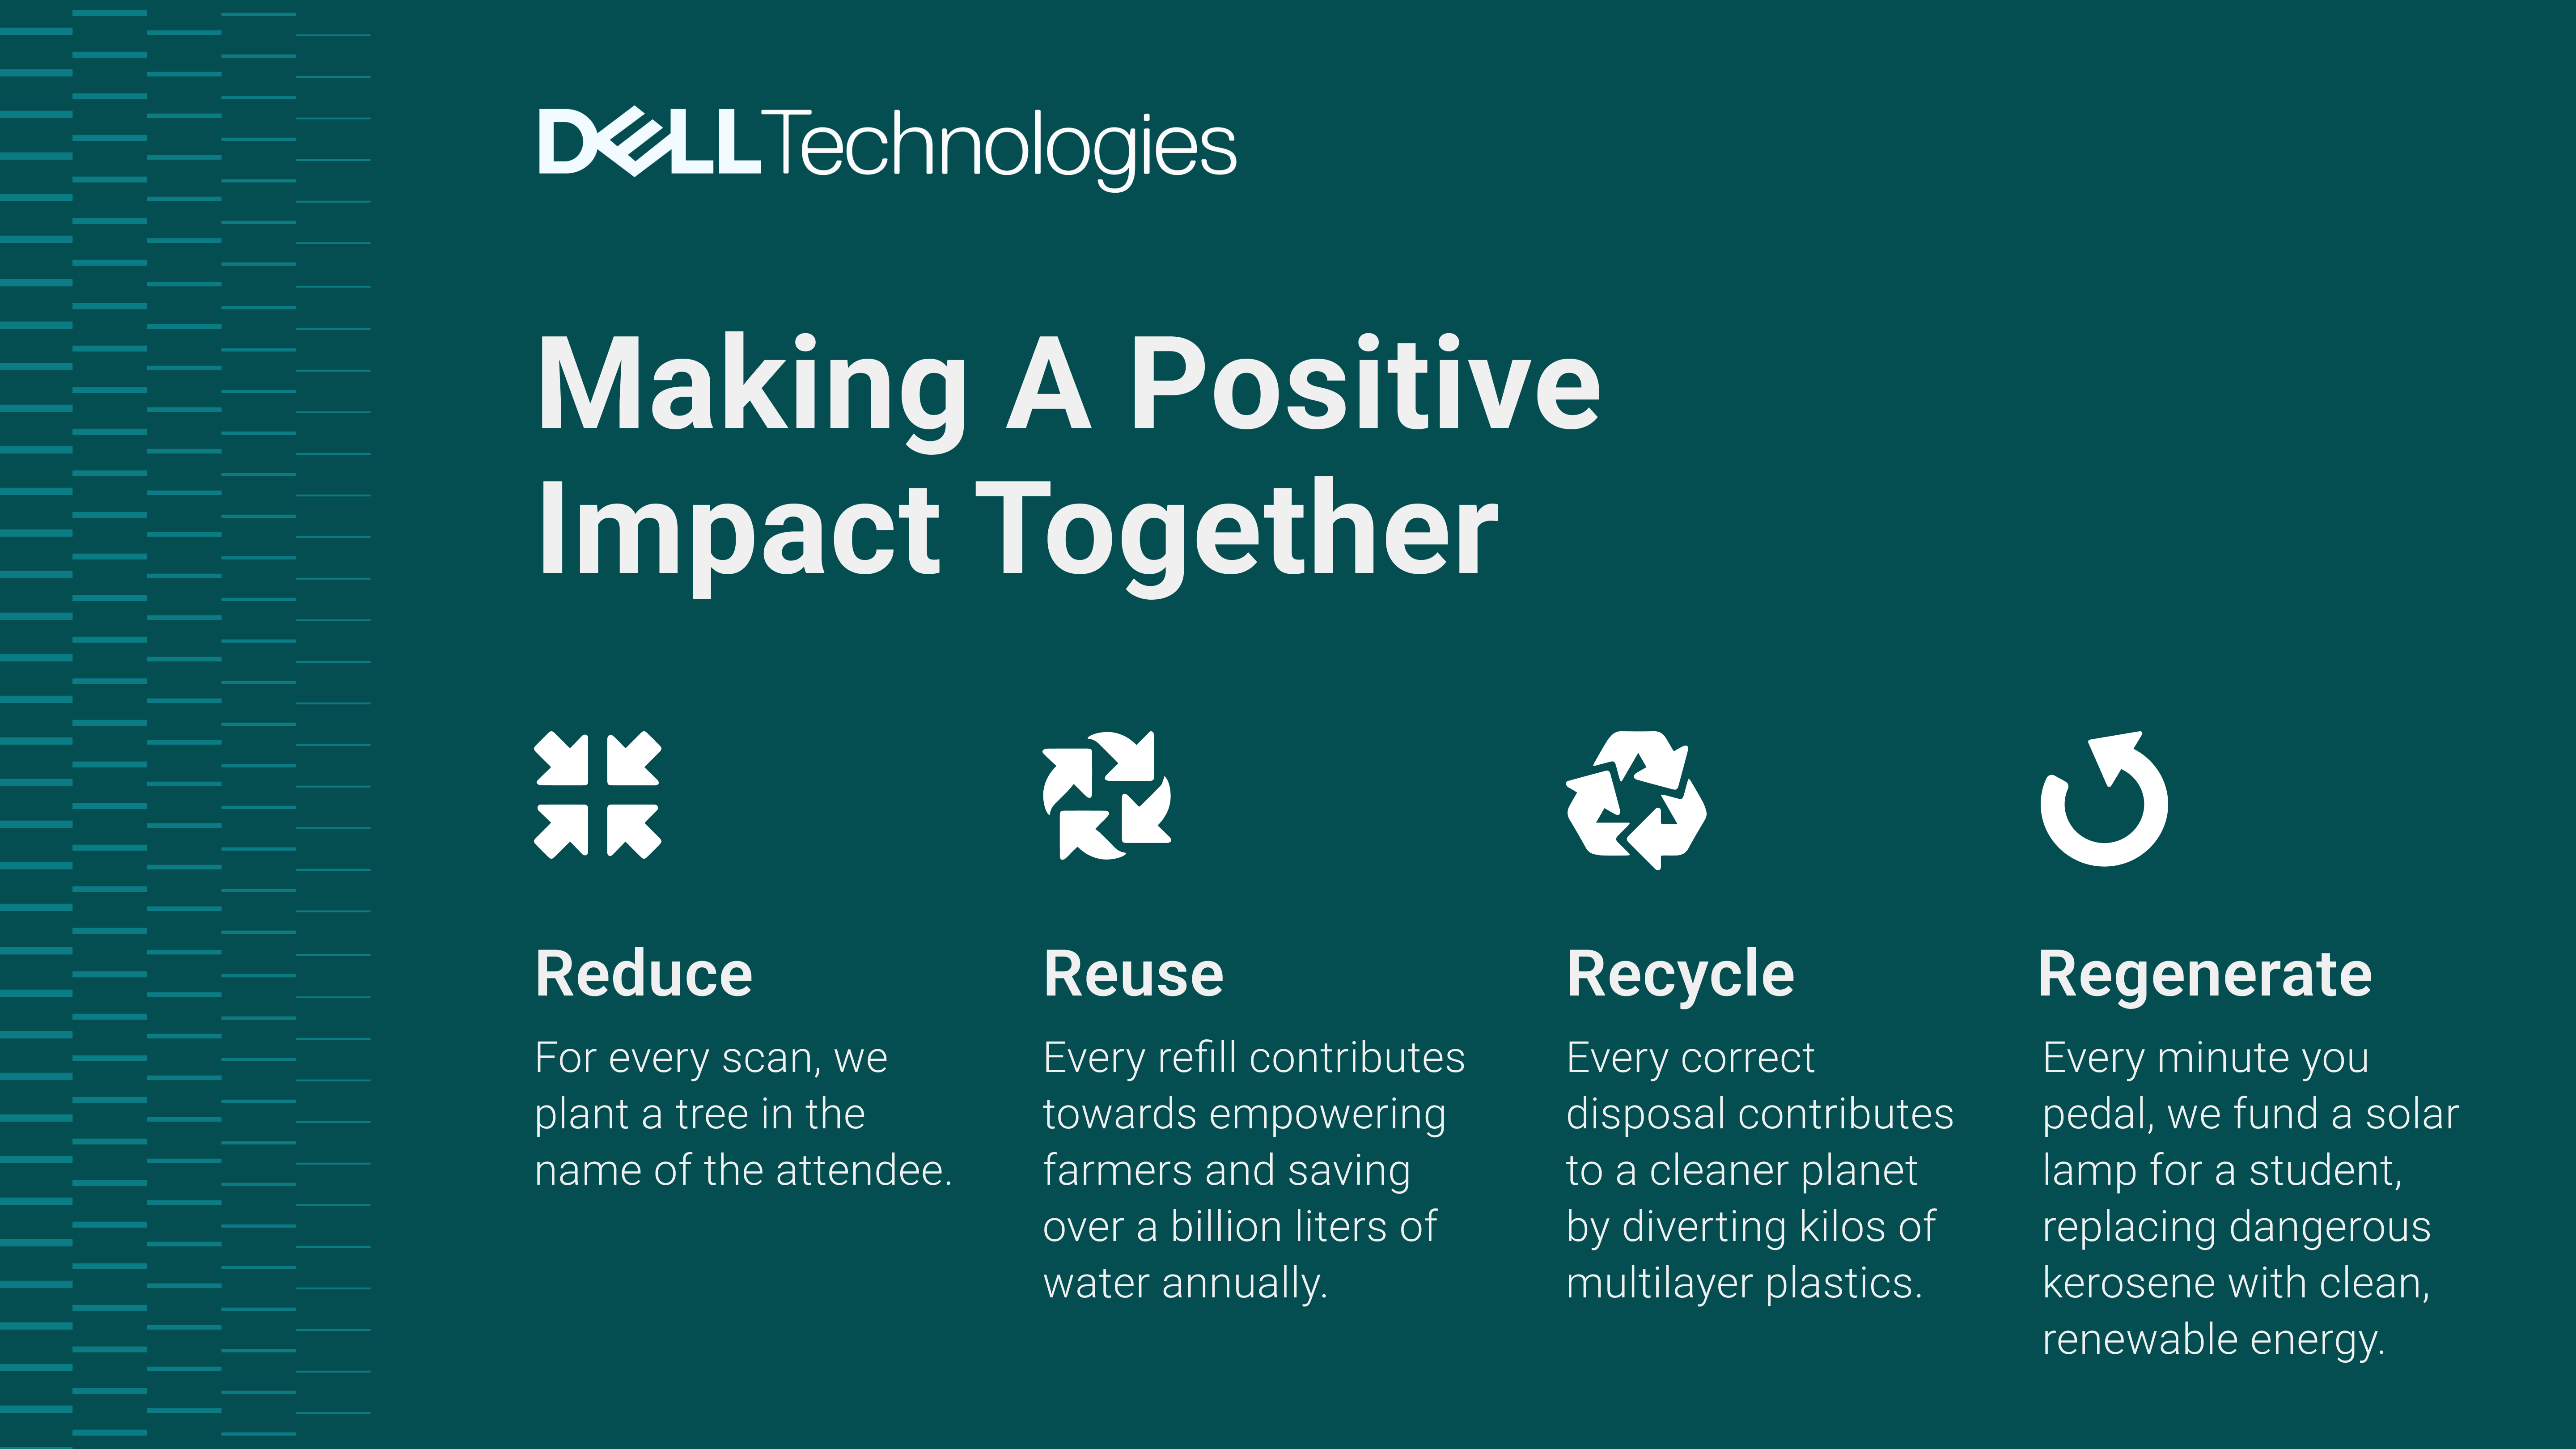 DELL Technologies
Making A Positive
Impact Together
Reduce
For every scan, we
plant a tree in the
name of the attendee.
Reuse
Every refill contributes
towards empowering
farmers and saving
over a billion liters of
water annually.
Recycle
Every correct
disposal contributes
to a cleaner planet
by diverting kilos of
multilayer plastics.
Regenerate
Every minute you
pedal, we fund a solar
lamp for a student,
replacing dangerous
kerosene with clean,
renewable energy.